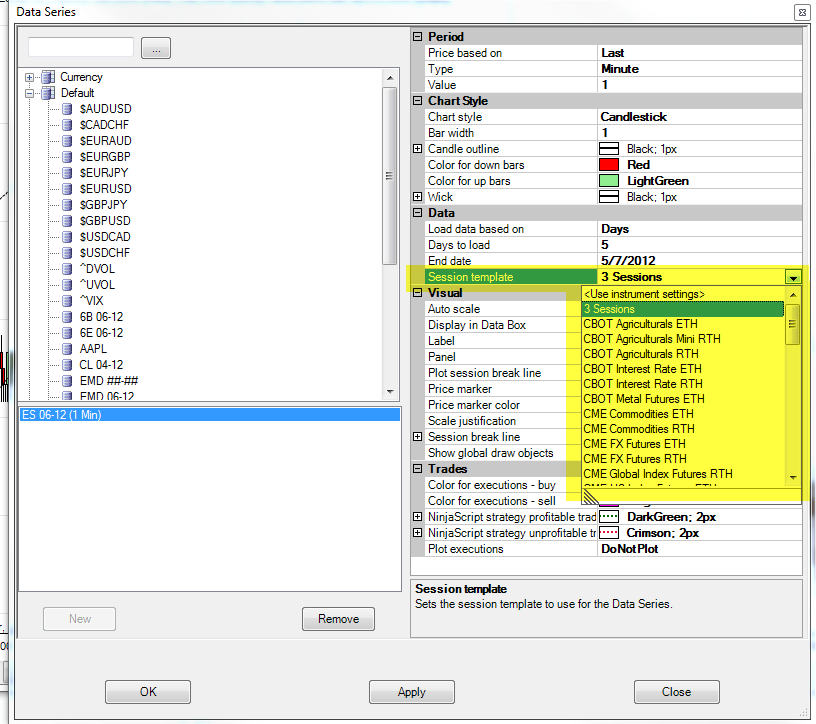 Data Series
...
Currency
Default
$AUDUSD
$CADCHF
$EURAUD
$EURGBP
$EURJPY
$EURUSD
$GBPJPY
$GBPUSD
$USDCAD
$USDCHF
^DVOL
^UVOL
^VIX
6B 06-12
6E 06-12
AAPL
CL 04-12
EMD ##-##
EMD 06-12
ES 06-12 (1 Min)
New
Remove
Period
Price based on Last
Type Minute
Value 1
Chart Style
Chart style Candlestick
Bar width 1
Candle outline Black; 1px
Color for down bars Red
Color for up bars LightGreen
Wick Black; 1px
Data
Load data based on Days
Days to load 5
End date 5/7/2012
Session template 3 Sessions
Visual
Auto scale
Display in Data Box
Label
Panel
Plot session break line
Price marker
Price marker color
Scale justification
Session break line
Show global draw objects
Trades
Color for executions - buy
Color for executions - sell
<Use instrument settings>
3 Sessions
CBOT Agriculturals ETH
CBOT Agriculturals Mini RTH
CBOT Agriculturals RTH
CBOT Interest Rate ETH
CBOT Interest Rate RTH
CBOT Metal Futures ETH
CME Commodities ETH
CME Commodities RTH
CME FX Futures ETH
CME FX Futures RTH
CME Global Index Futures RTH
CME US Index Futures ETH
NinjaScript strategy profitable trad DarkGreen; 2px
NinjaScript strategy unprofitable tr Crimson; 2px
Plot executions DoNotPlot
Session template
Sets the session template to use for the Data Series.
OK
Apply
Close